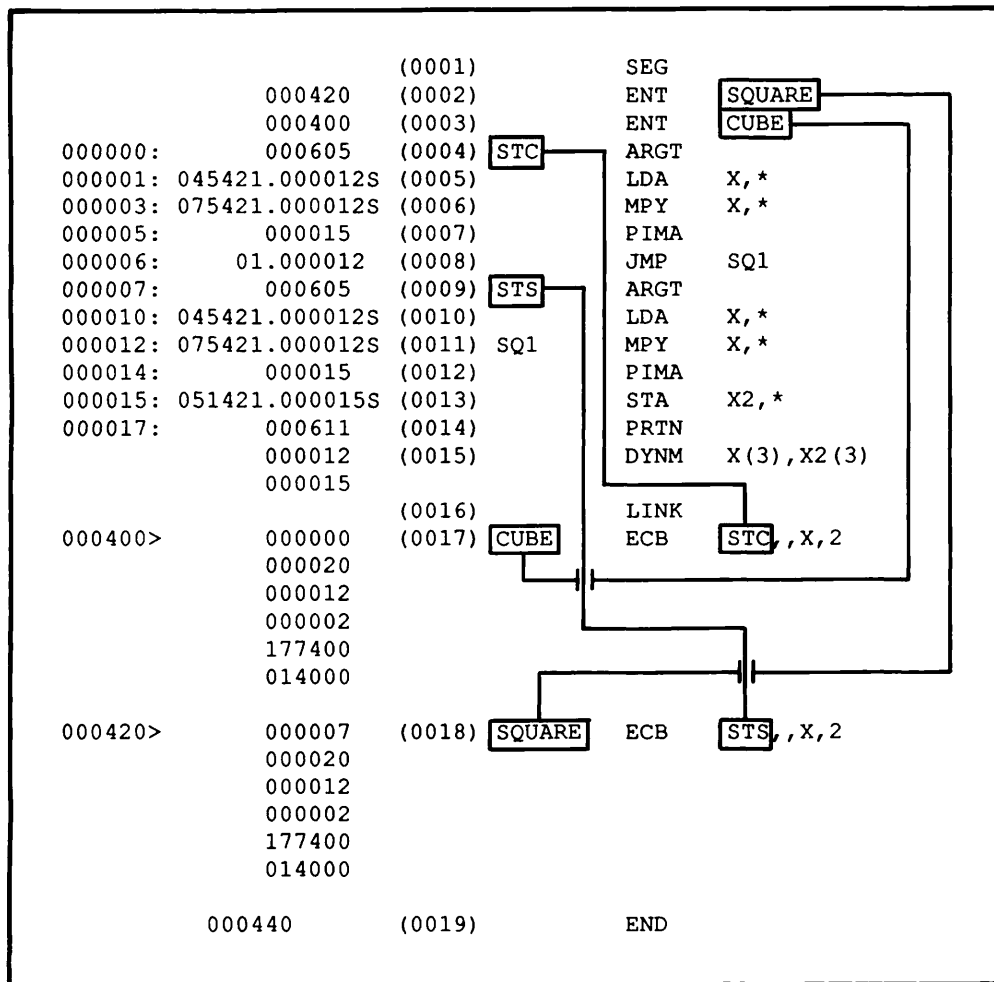 (0001) SEG
000420 (0002) ENT SQUARE
000400 (0003) ENT CUBE
000000: 000605 (0004) STC ARGT
000001: 045421.000012S (0005) LDA X,*
000003: 075421.000012S (0006) MPY X,*
000005: 000015 (0007) PIMA
000006: 01.000012 (0008) JMP SQ1
000007: 000605 (0009) STS ARGT
000010: 045421.000012S (0010) LDA X,*
000012: 075421.000012S (0011) SQ1 MPY X,*
000014: 000015 (0012) PIMA
000015: 051421.000015S (0013) STA X2,*
000017: 000611 (0014) PRTN
000012 (0015) DYNM X(3),X2(3)
000015
(0016) LINK
000400> 000000 (0017) CUBE ECB STC,,X,2
000020
000012
000002
177400
014000
000420> 000007 (0018) SQUARE ECB STS,,X,2
000020
000012
000002
177400
014000
000440 (0019) END